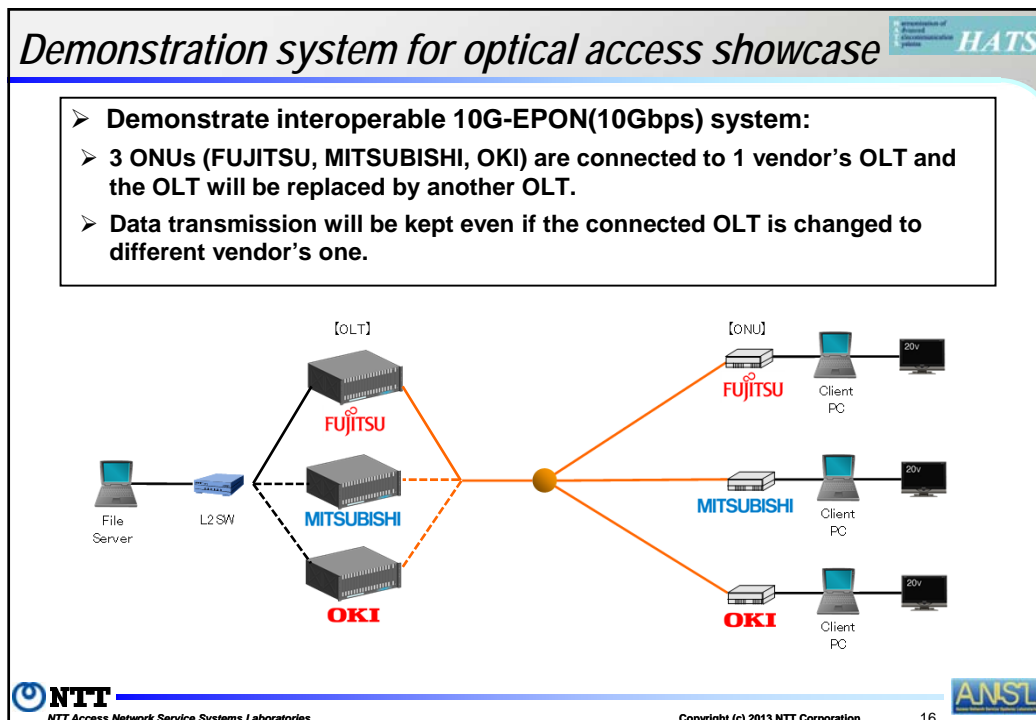 Demonstration system for optical access showcase
HATS
➢ Demonstrate interoperable 10G-EPON(10Gbps) system:
➢ 3 ONUs (FUJITSU, MITSUBISHI, OKI) are connected to 1 vendor's OLT and
the OLT will be replaced by another OLT.
➢ Data transmission will be kept even if the connected OLT is changed to
different vendor's one.
【OLT】
【ONU】
FUJITSU
MITSUBISHI
OKI
File
Server
L2SW
FUJITSU
Client
PC
20v
MITSUBISHI
Client
PC
20v
OKI
Client
PC
20v
NTT
NTT Access Network Service Systems Laboratories
Copyright (c) 2013 NTT Corporation
16
ANSL